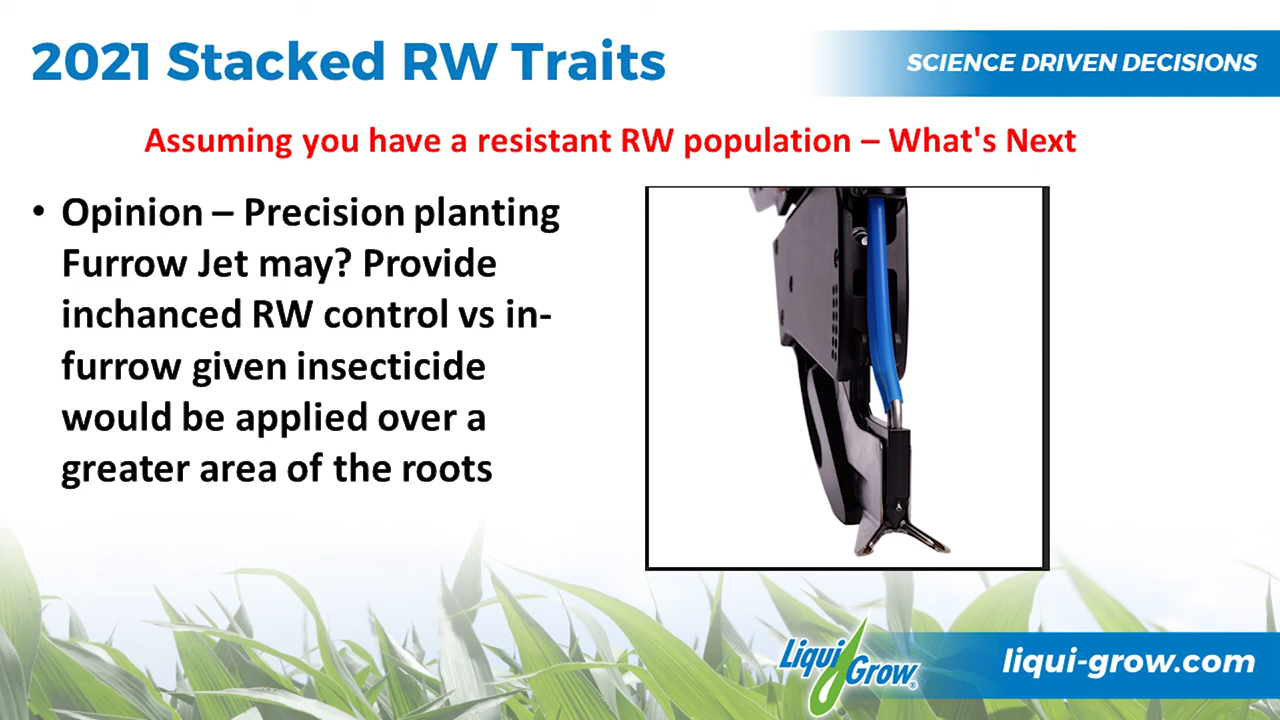 2021 Stacked RW Traits
SCIENCE DRIVEN DECISIONS
Assuming you have a resistant RW population – What's Next
• Opinion – Precision planting
Furrow Jet may? Provide
inchanced RW control vs in-
furrow given insecticide
would be applied over a
greater area of the roots
Liqui Grow®
liqui-grow.com